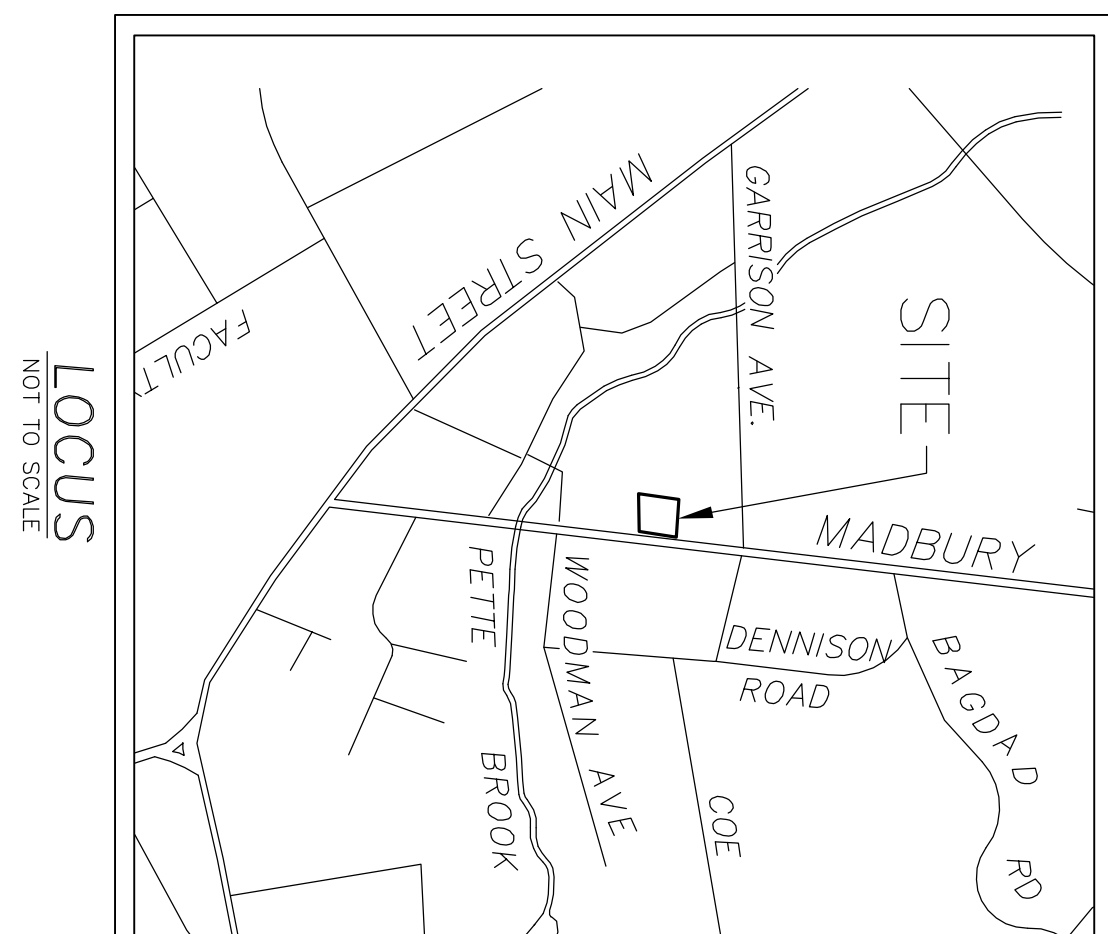 MAIN STREET
GARRISON AVE.
SITE
FACULTY
MADBURY
PETTE
BROOK
WOODMAN AVE
DENNISON
ROAD
BAGDAD
RD
COE
LOCUS
NOT TO SCALE